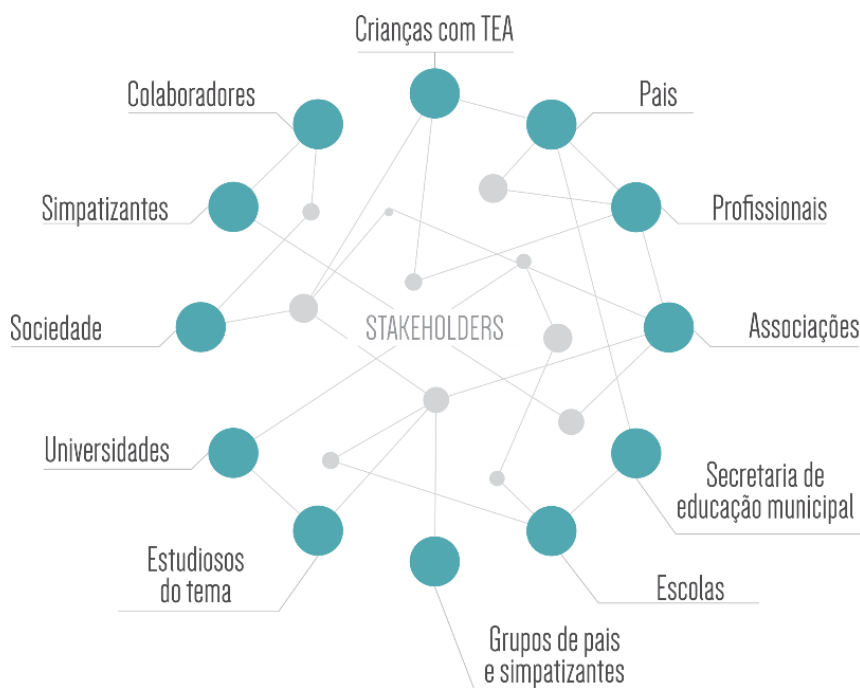 Crianças com TEA
Colaboradores
Pais
Simpatizantes
Profissionais
Sociedade
STAKEHOLDERS
Associações
Universidades
Secretaria de
educação municipal
Estudiosos
do tema
Escolas
Grupos de pais
e simpatizantes